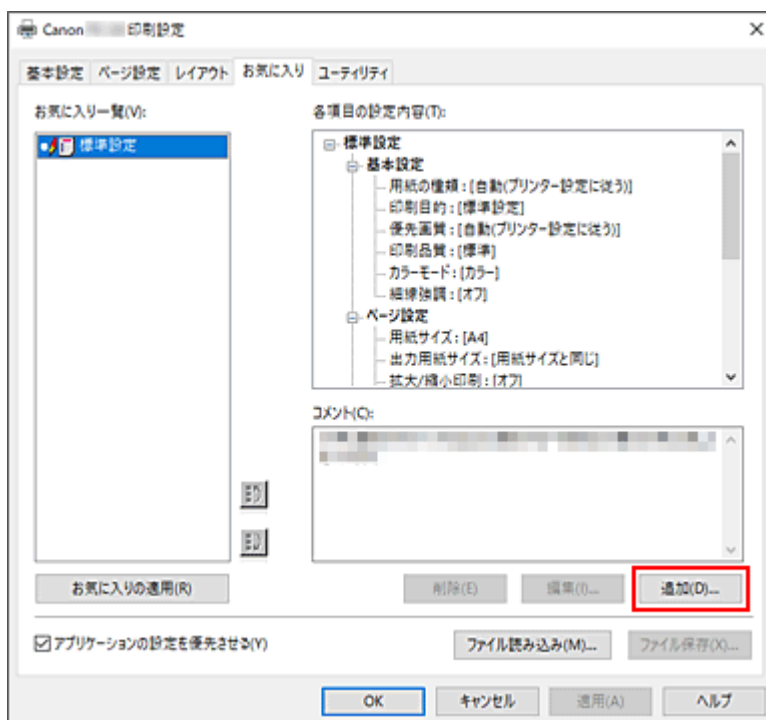 Canon 印刷設定
基本設定 ページ設定 レイアウト お気に入り ユーティリティ
お気に入り一覧(V):
標準設定
各項目の設定内容(T):
標準設定
基本設定
用紙の種類:[自動(プリンター設定に従う)]
印刷目的:[標準設定]
優先画質:[自動(プリンター設定に従う)]
印刷品質:[標準]
カラーモード:[カラー]
細線強調:[オフ]
ページ設定
用紙サイズ:[A4]
出力用紙サイズ:[用紙サイズと同じ]
拡大/縮小印刷:[オフ]
コメント(C):
お気に入りの適用(R)
削除(E)
編集(I)...
追加(D)...
アプリケーションの設定を優先させる(Y)
ファイル読み込み(M)...
ファイル保存(X)...
OK
キャンセル
適用(A)
ヘルプ